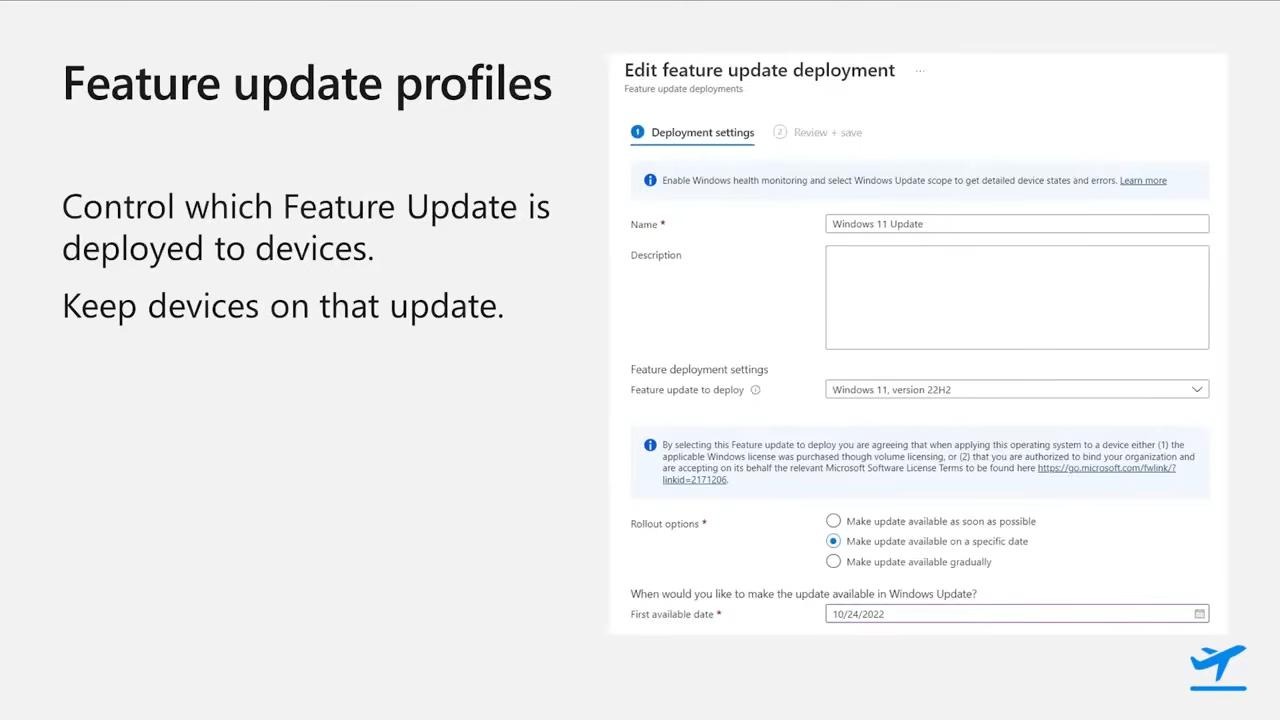 Feature update profiles
Control which Feature Update is
deployed to devices.
Keep devices on that update.
Edit feature update deployment ...
Feature update deployments
1 Deployment settings 2 Review + save
Enable Windows health monitoring and select Windows Update scope to get detailed device states and errors. Learn more
Name * Windows 11 Update
Description
Feature deployment settings
Feature update to deploy Windows 11, version 22H2
By selecting this Feature update to deploy you are agreeing that when applying this operating system to a device either (1) the
applicable Windows license was purchased though volume licensing, or (2) that you are authorized to bind your organization and
are accepting on its behalf the relevant Microsoft Software License Terms to be found here https://go.microsoft.com/fwlink/?
linkid=2171206.
Rollout options * Make update available as soon as possible
Make update available on a specific date
Make update available gradually
When would you like to make the update available in Windows Update?
First available date * 10/24/2022